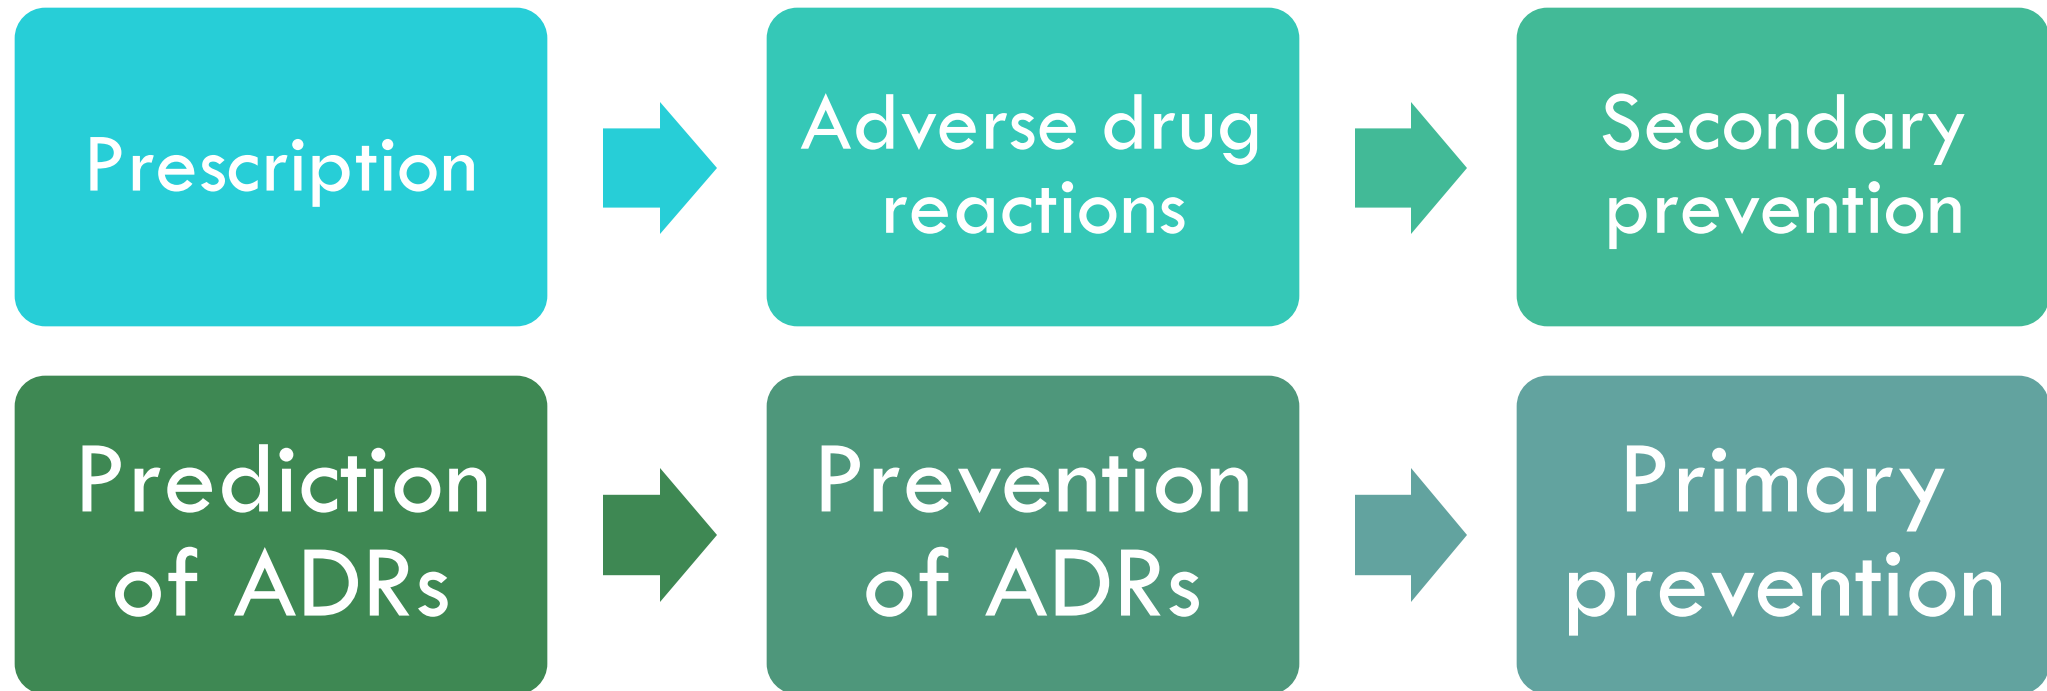 Prescription
Adverse drug
reactions
Secondary
prevention
Prediction
of ADRs
Prevention
of ADRs
Primary
prevention